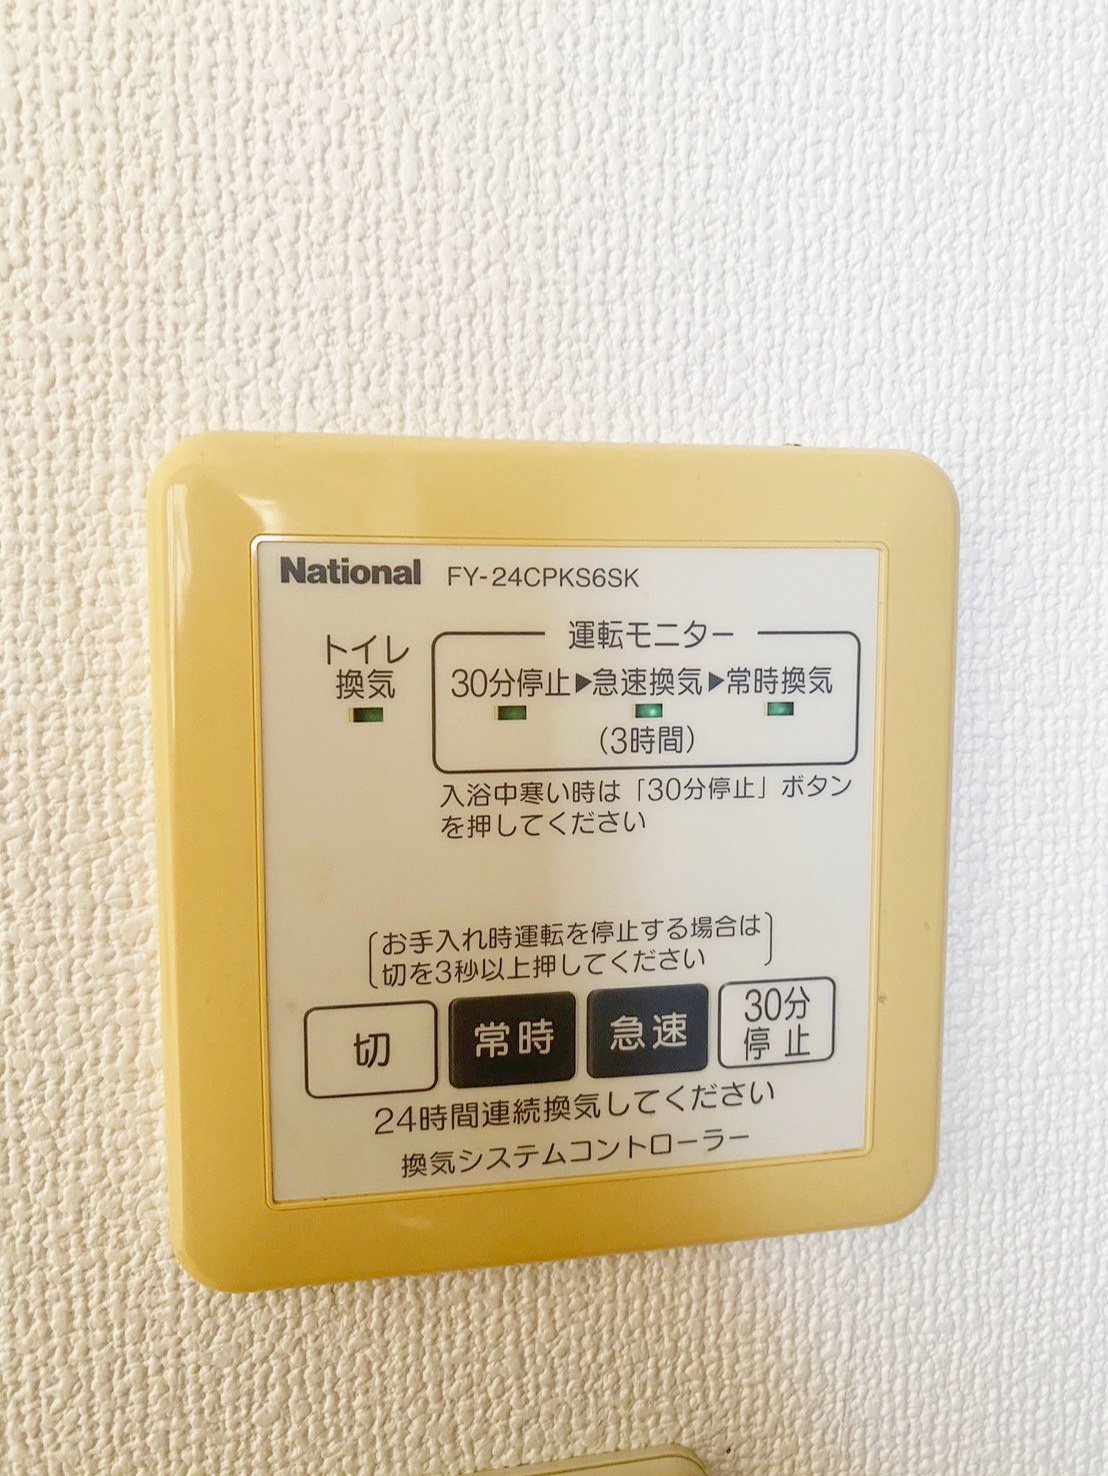 National FY-24CPKS6SK
トイレ
換気
運転モニター
30分停止▶急速換気▶常時換気
(3時間)
入浴中寒い時は「30分停止」ボタン
を押してください
お手入れ時運転を停止する場合は
切を3秒以上押してください
切
常時
急速
30分
停止
24時間連続換気してください
換気システムコントローラー